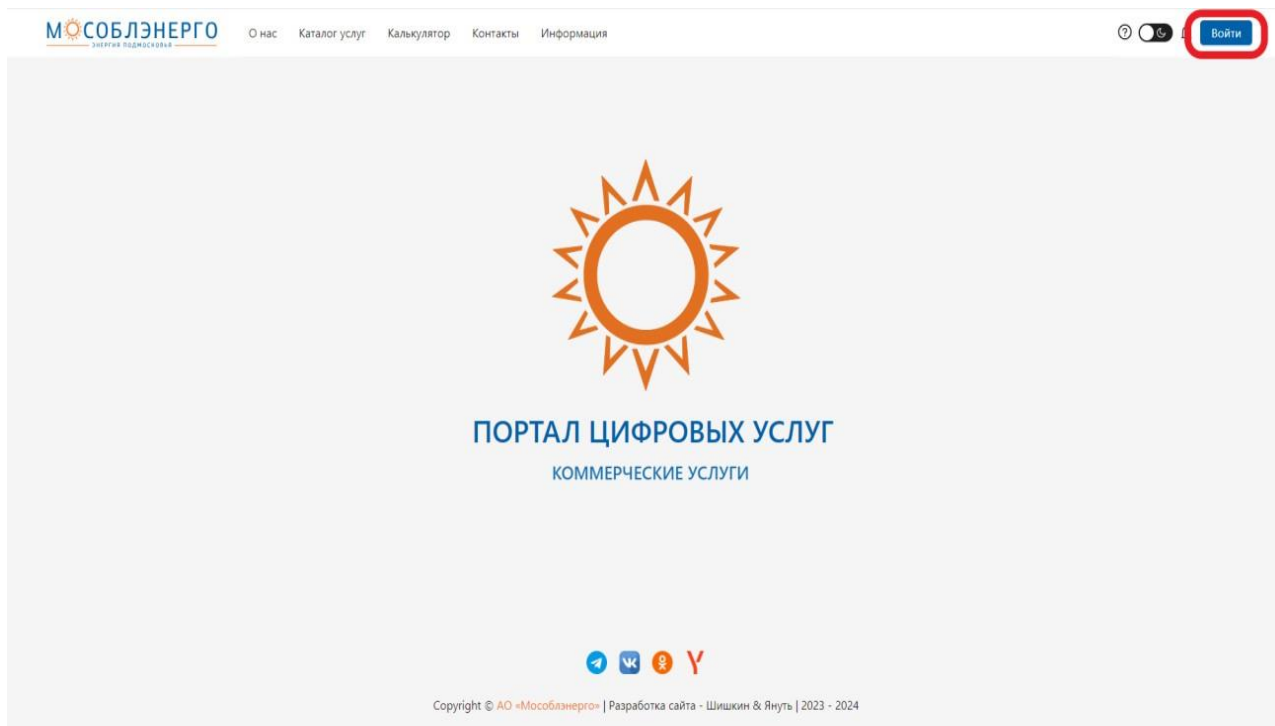 МОСОБЛЭНЕРГО
ЭНЕРГИЯ ПОДМОСКОВЬЯ
О нас Каталог услуг Калькулятор Контакты Информация
Войти
ПОРТАЛ ЦИФРОВЫХ УСЛУГ
КОММЕРЧЕСКИЕ УСЛУГИ
Copyright © АО «Мособлэнерго» | Разработка сайта - Шишкин & Януть | 2023 - 2024